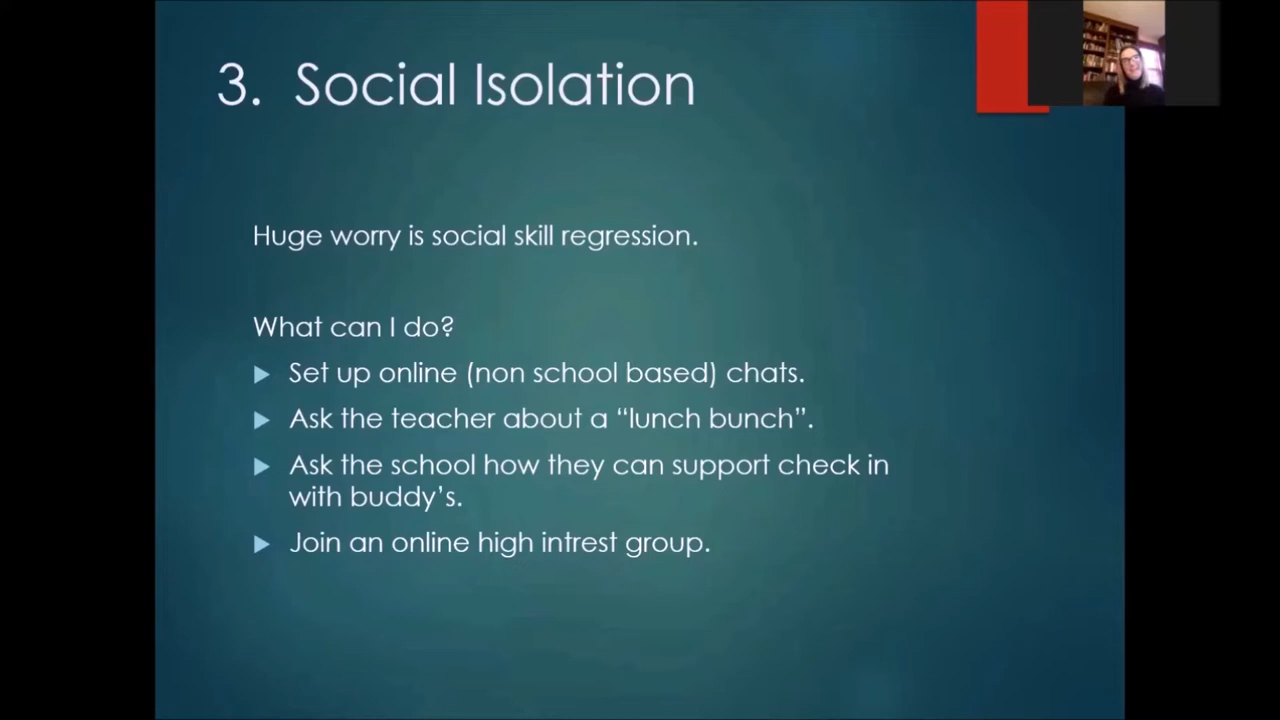 3. Social Isolation
Huge worry is social skill regression.
What can I do?
Set up online (non school based) chats.
Ask the teacher about a “lunch bunch”.
Ask the school how they can support check in
with buddy’s.
Join an online high intrest group.